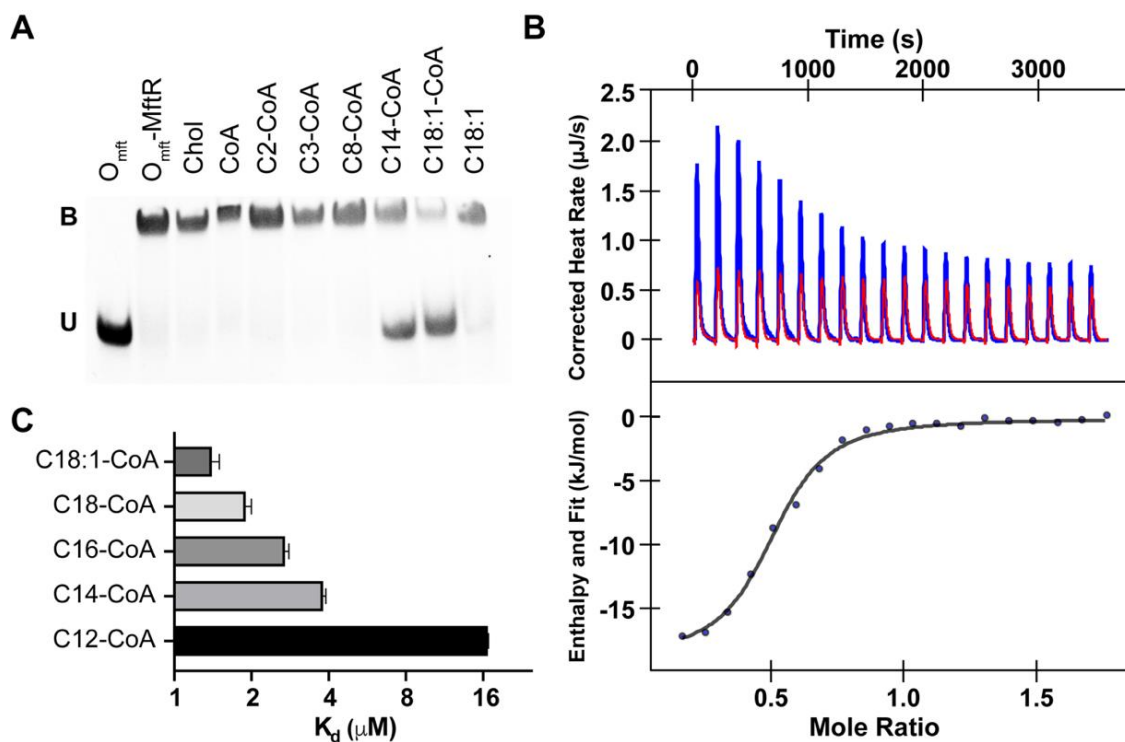 A
O_mft
O_mft-MftR
Chol
CoA
C2-CoA
C3-CoA
C8-CoA
C14-CoA
C18:1-CoA
C18:1
B
U
B
Time (s)
0 1000 2000 3000
Corrected Heat Rate (µJ/s)
2.5
2.0
1.5
1.0
0.5
0
Enthalpy and Fit (kJ/mol)
0
-5
-10
-15
0.5 1.0 1.5
Mole Ratio
C
C18:1-CoA
C18-CoA
C16-CoA
C14-CoA
C12-CoA
1 2 4 8 16
K_d (µM)